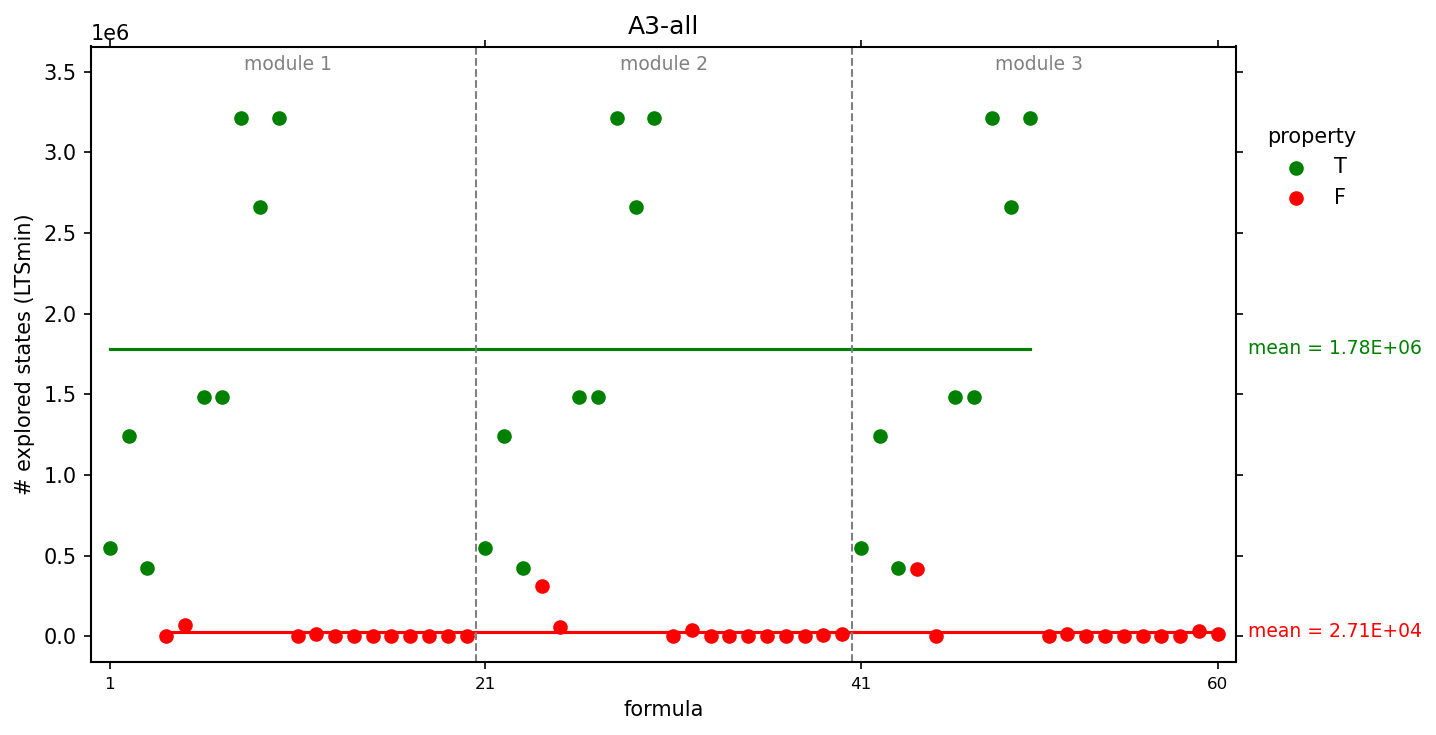 A3-all
1e6
module 1
module 2
module 3
3.5
3.0
2.5
2.0
1.5
1.0
0.5
0.0
# explored states (LTSmin)
1
21
41
60
formula
property
T
F
mean = 1.78E+06
mean = 2.71E+04